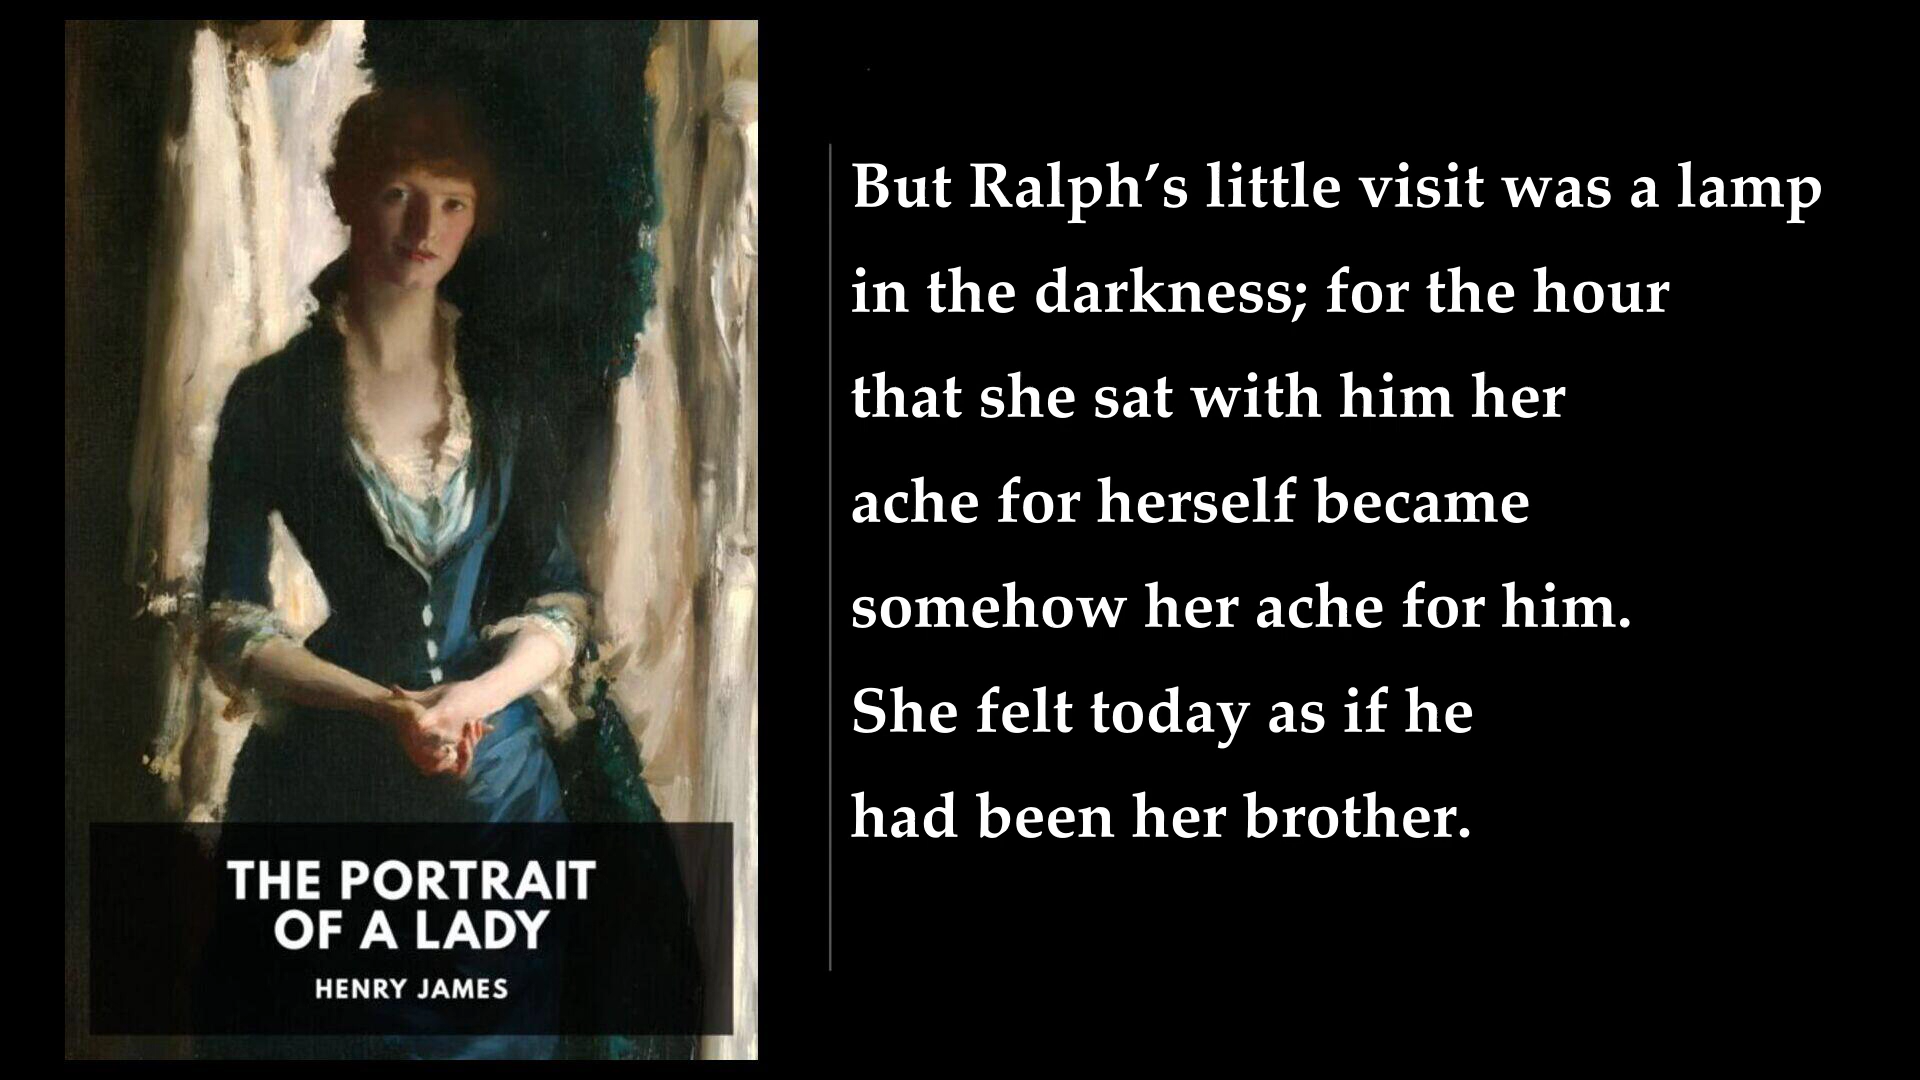 But Ralph’s little visit was a lamp
in the darkness; for the hour
that she sat with him her
ache for herself became
somehow her ache for him.
She felt today as if he
had been her brother.
THE PORTRAIT
OF A LADY
HENRY JAMES